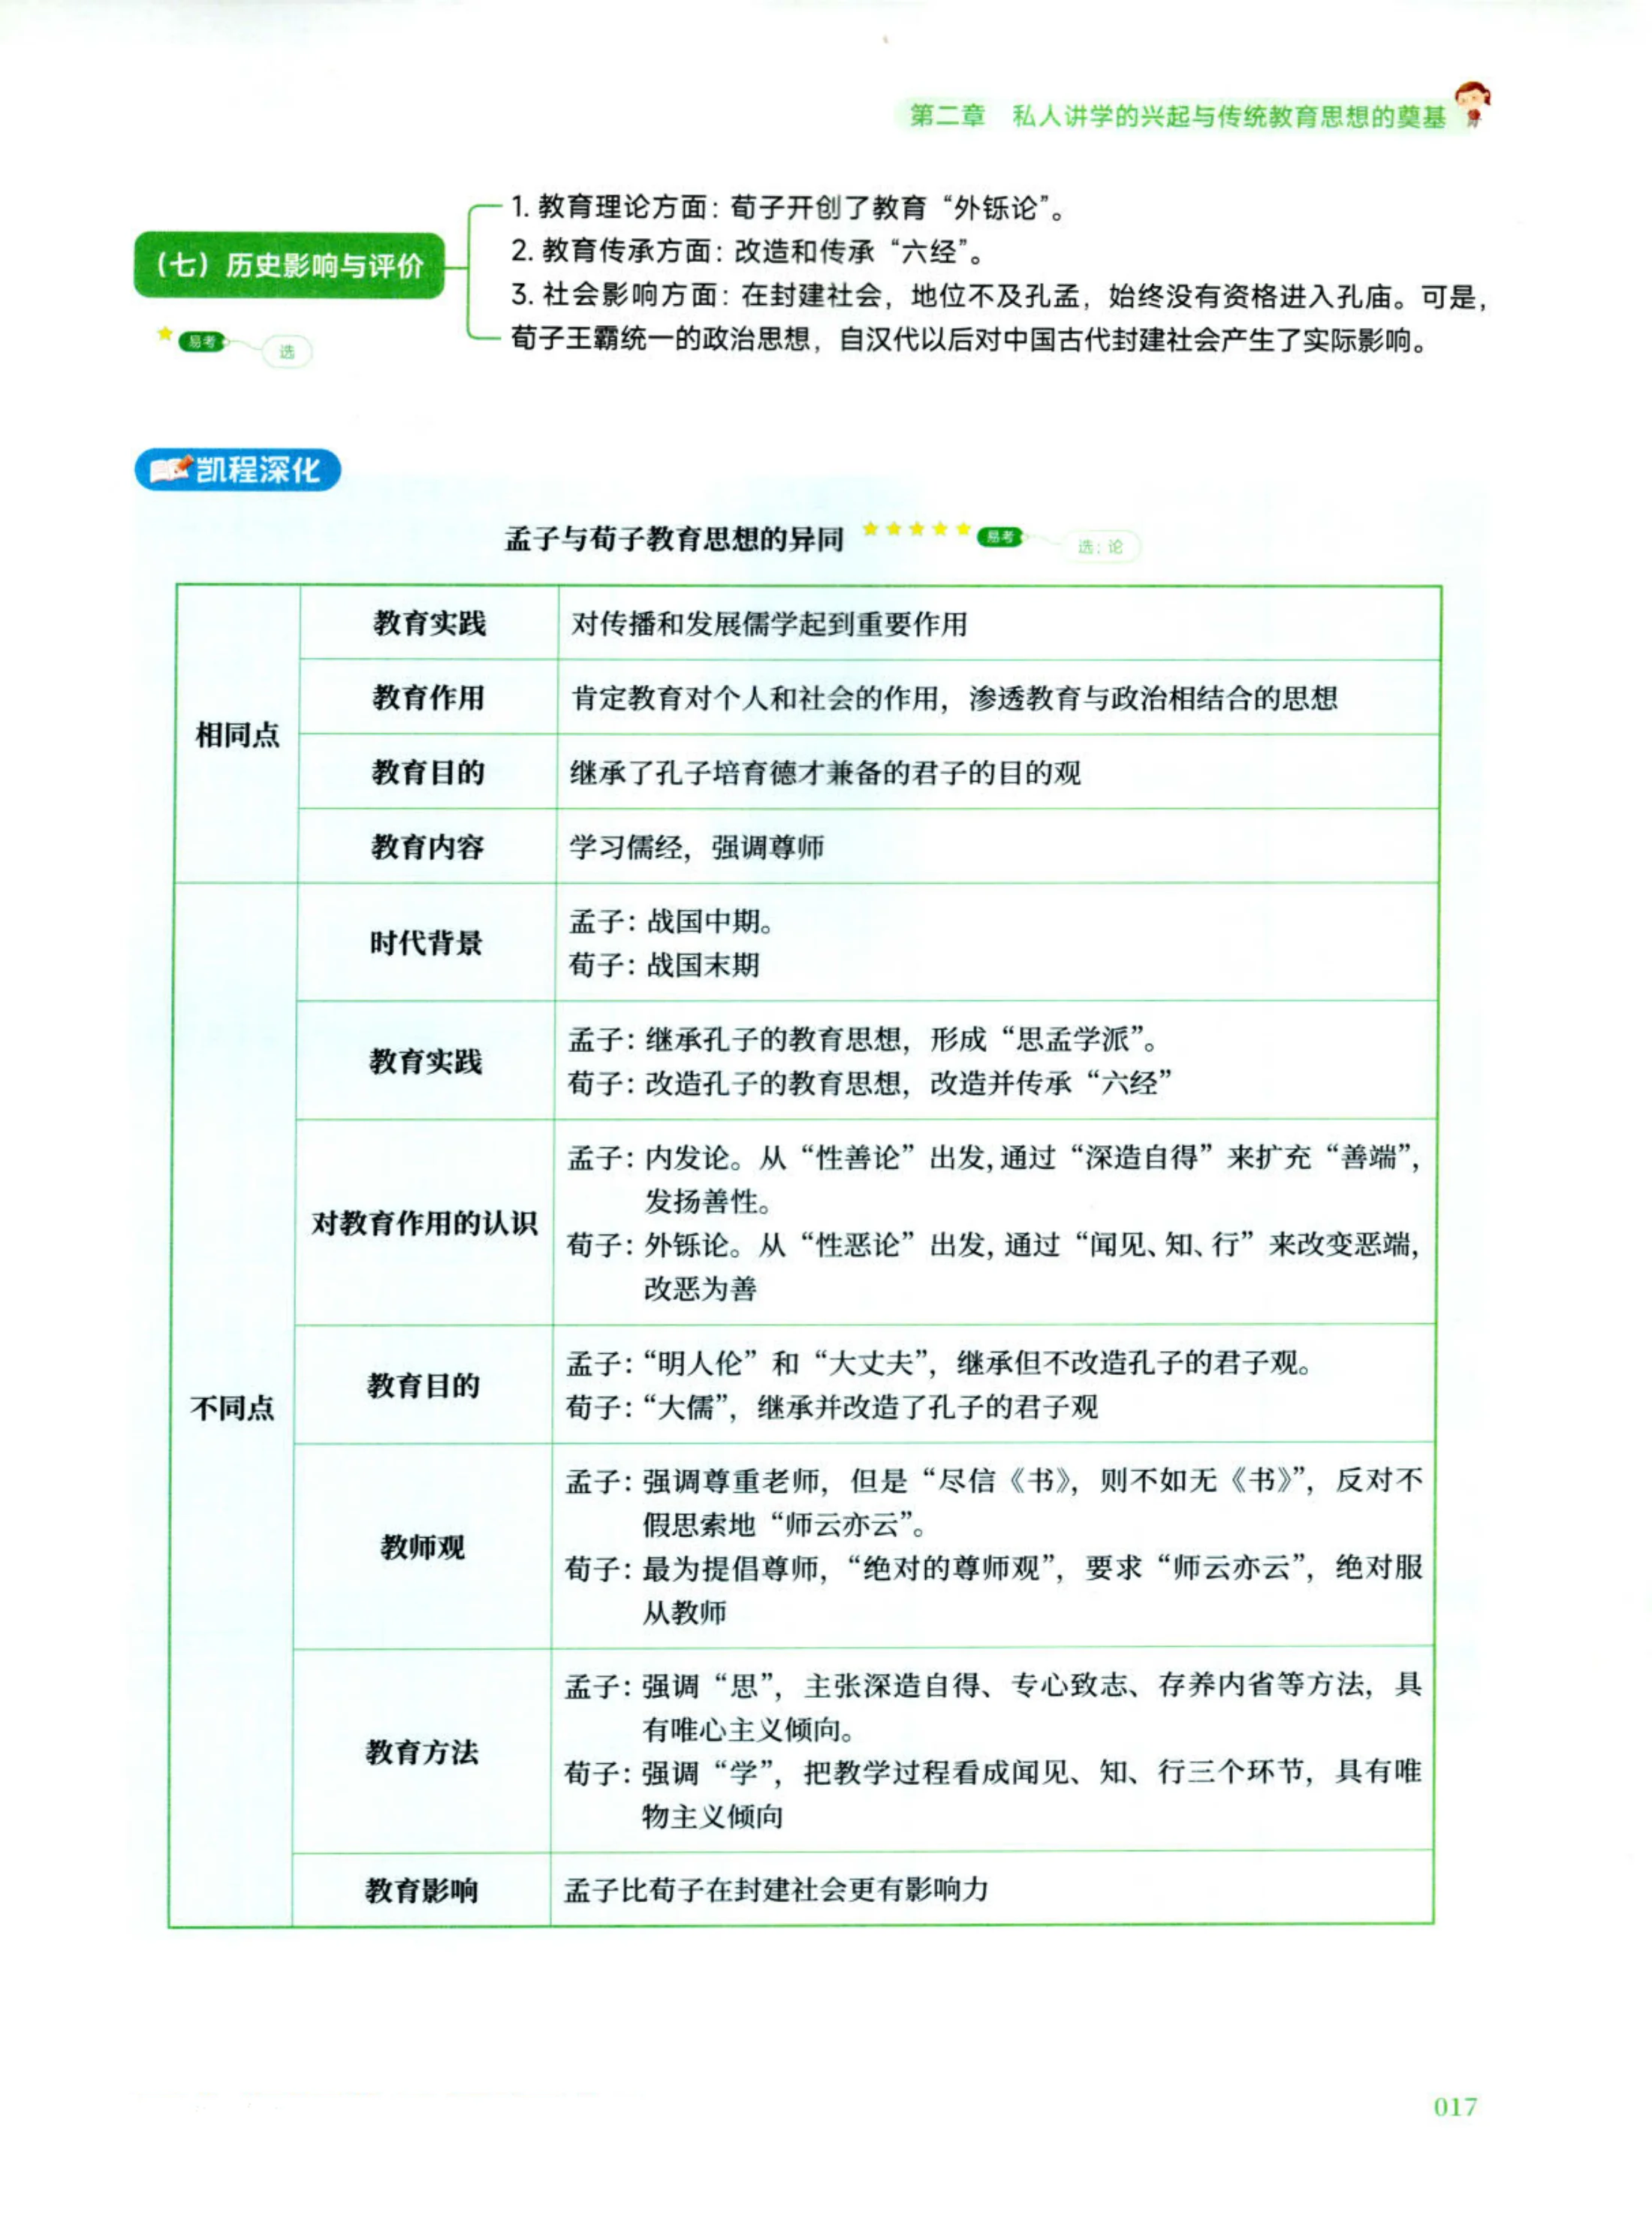 第二章 私人讲学的兴起与传统教育思想的奠基
(七)历史影响与评价
易考
选
1. 教育理论方面：荀子开创了教育“外铄论”。
2. 教育传承方面：改造和传承“六经”。
3. 社会影响方面：在封建社会，地位不及孔孟，始终没有资格进入孔庙。可是，
荀子王霸统一的政治思想，自汉代以后对中国古代封建社会产生了实际影响。
凯程深化
孟子与荀子教育思想的异同 易考 选；论
相同点
教育实践 对传播和发展儒学起到重要作用
教育作用 肯定教育对个人和社会的作用，渗透教育与政治相结合的思想
教育目的 继承了孔子培育德才兼备的君子的目的观
教育内容 学习儒经，强调尊师
不同点
时代背景
孟子：战国中期。
荀子：战国末期
教育实践
孟子：继承孔子的教育思想，形成“思孟学派”。
荀子：改造孔子的教育思想，改造并传承“六经”
对教育作用的认识
孟子：内发论。从“性善论”出发，通过“深造自得”来扩充“善端”，
发扬善性。
荀子：外铄论。从“性恶论”出发，通过“闻见、知、行”来改变恶端，
改恶为善
教育目的
孟子：“明人伦”和“大丈夫”，继承但不改造孔子的君子观。
荀子：“大儒”，继承并改造了孔子的君子观
教师观
孟子：强调尊重老师，但是“尽信《书》，则不如无《书》”，反对不
假思索地“师云亦云”。
荀子：最为提倡尊师，“绝对的尊师观”，要求“师云亦云”，绝对服
从教师
教育方法
孟子：强调“思”，主张深造自得、专心致志、存养内省等方法，具
有唯心主义倾向。
荀子：强调“学”，把教学过程看成闻见、知、行三个环节，具有唯
物主义倾向
教育影响 孟子比荀子在封建社会更有影响力
017